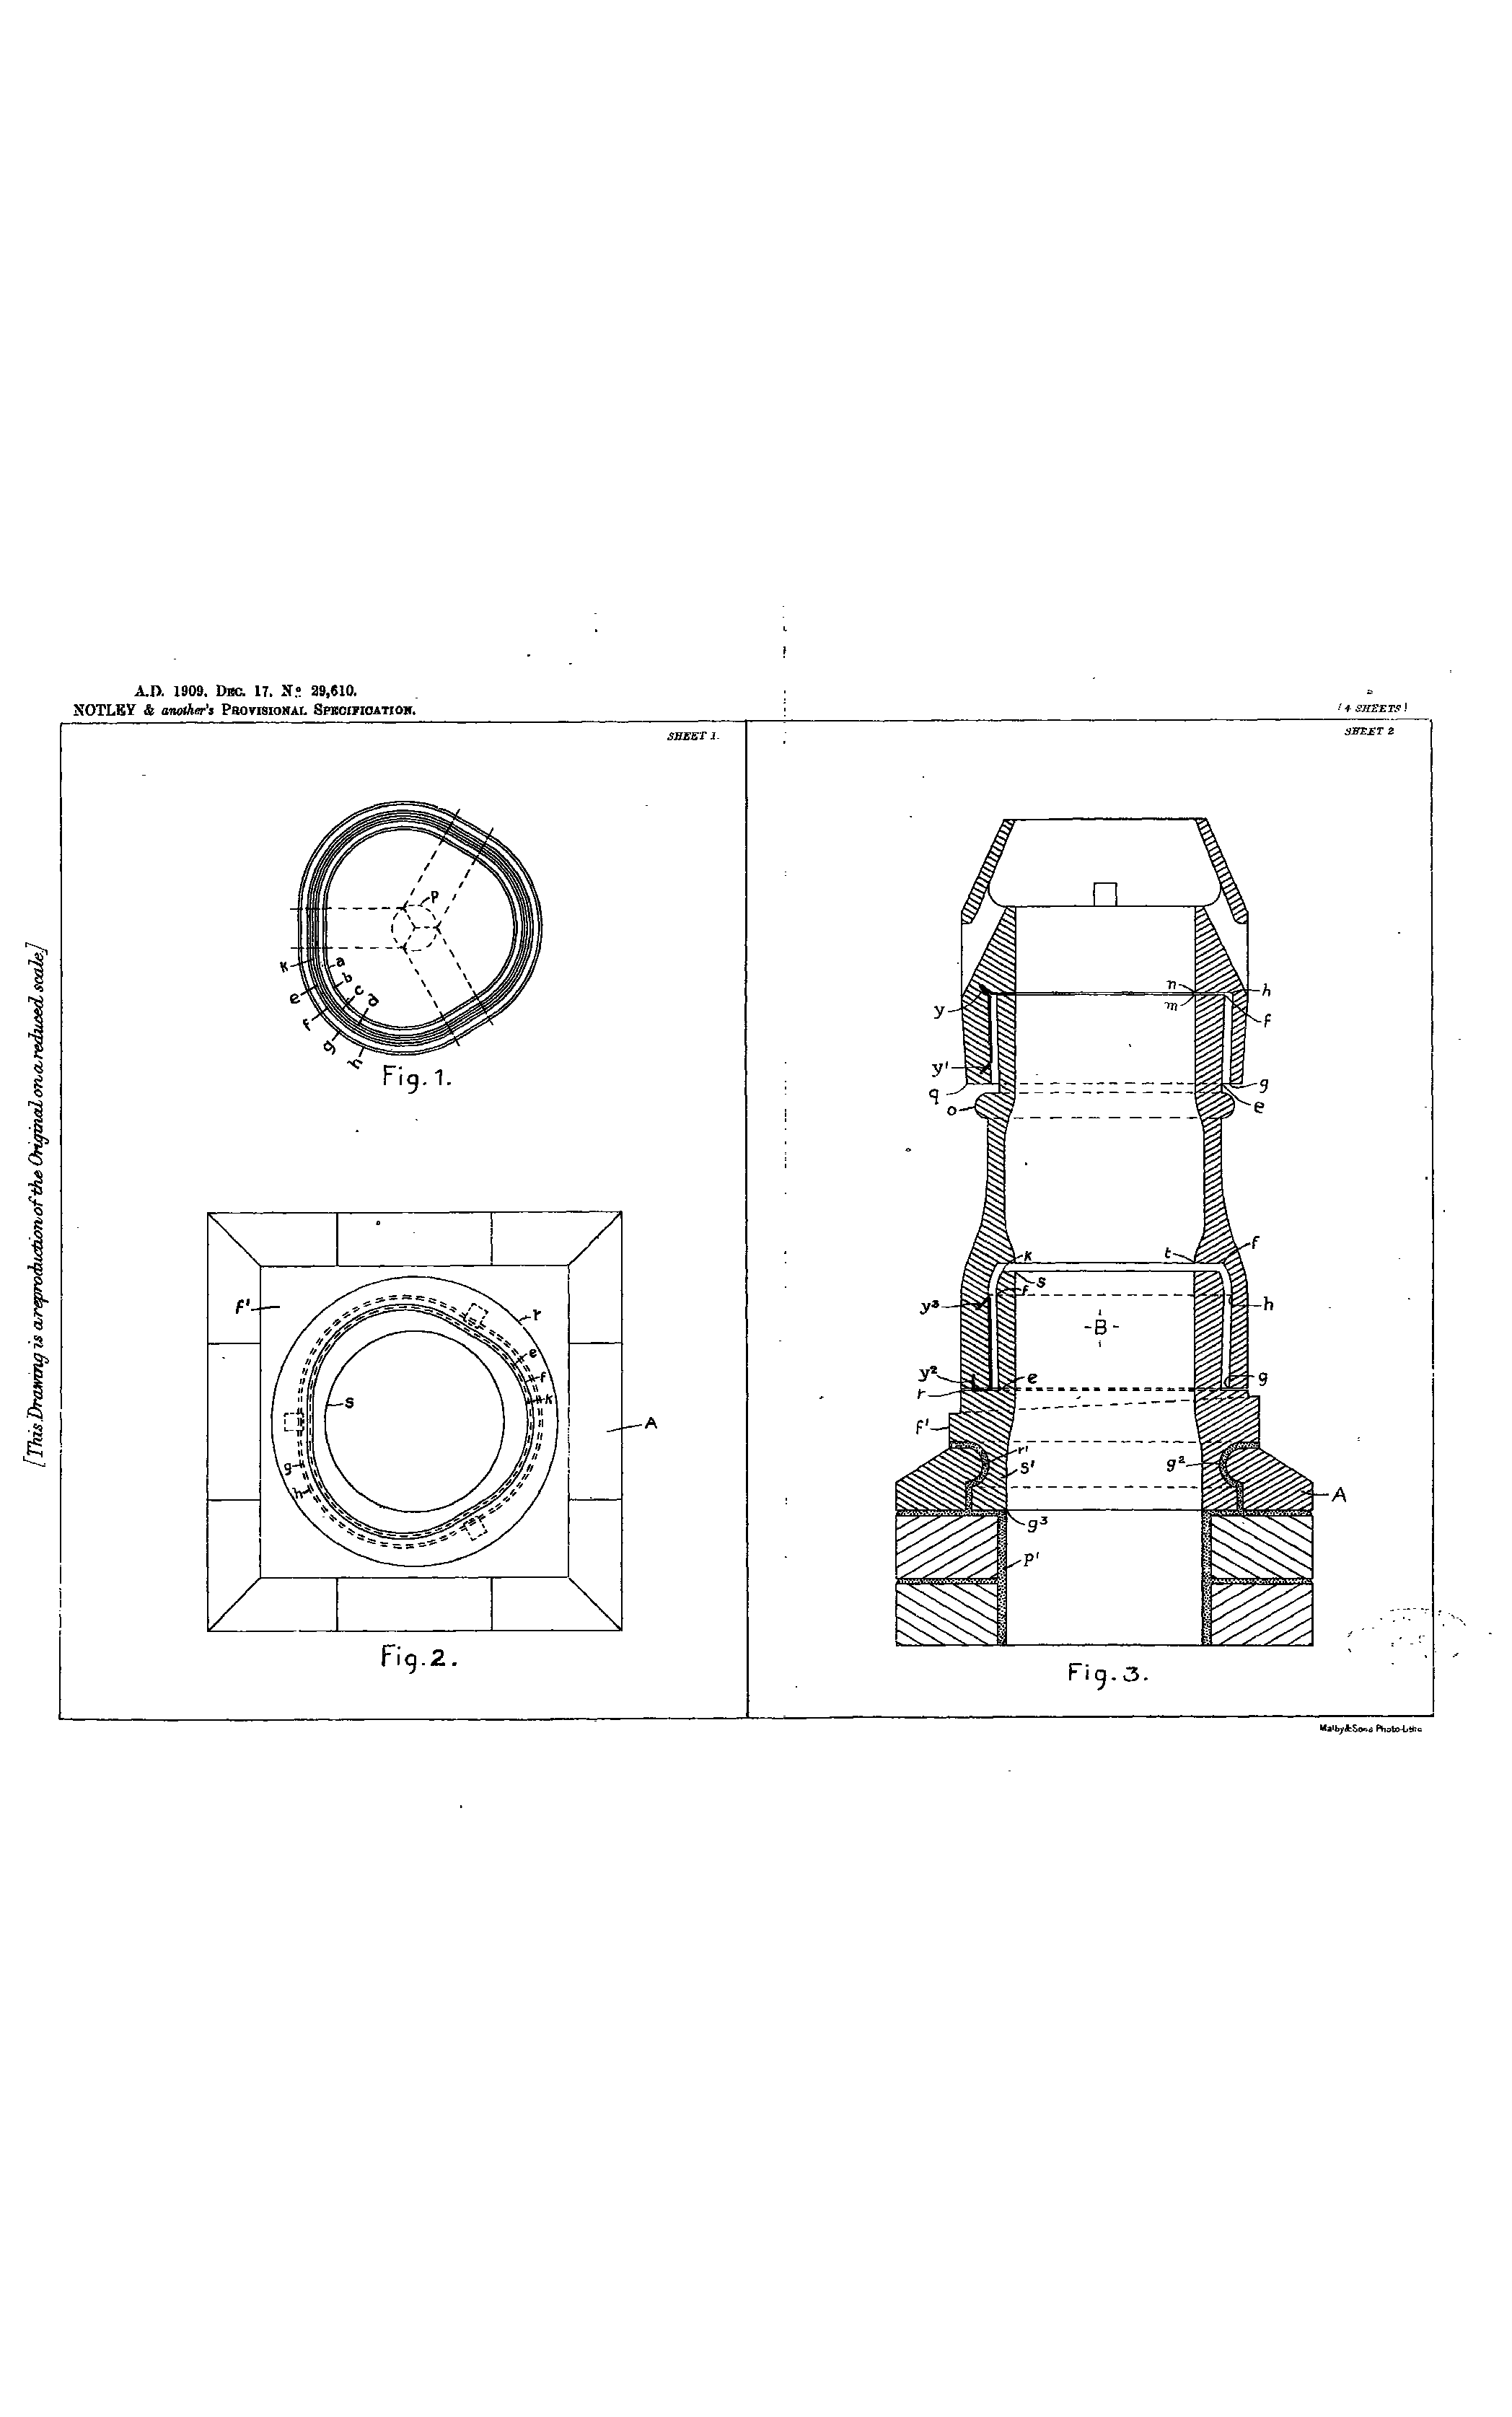 A.D. 1909. DEC. 17. No. 29,610.
NOTLEY & another's PROVISIONAL SPECIFICATION.
(4 SHEETS)
SHEET 1.
SHEET 2
[This Drawing is a reproduction of the Original on a reduced scale]
p
k
a
b
c
d
e
f
g
h
Fig. 1.
f'
r
e
f
k
s
A
g
h
Fig. 2.
n
h
y
m
f
y'
q
g
o
e
k
t
f
s
f
y³
h
-B-
y²
e
g
r
f'
r'
s'
g²
A
g³
p'
Fig. 3.
Malby & Sons Photo-Litho